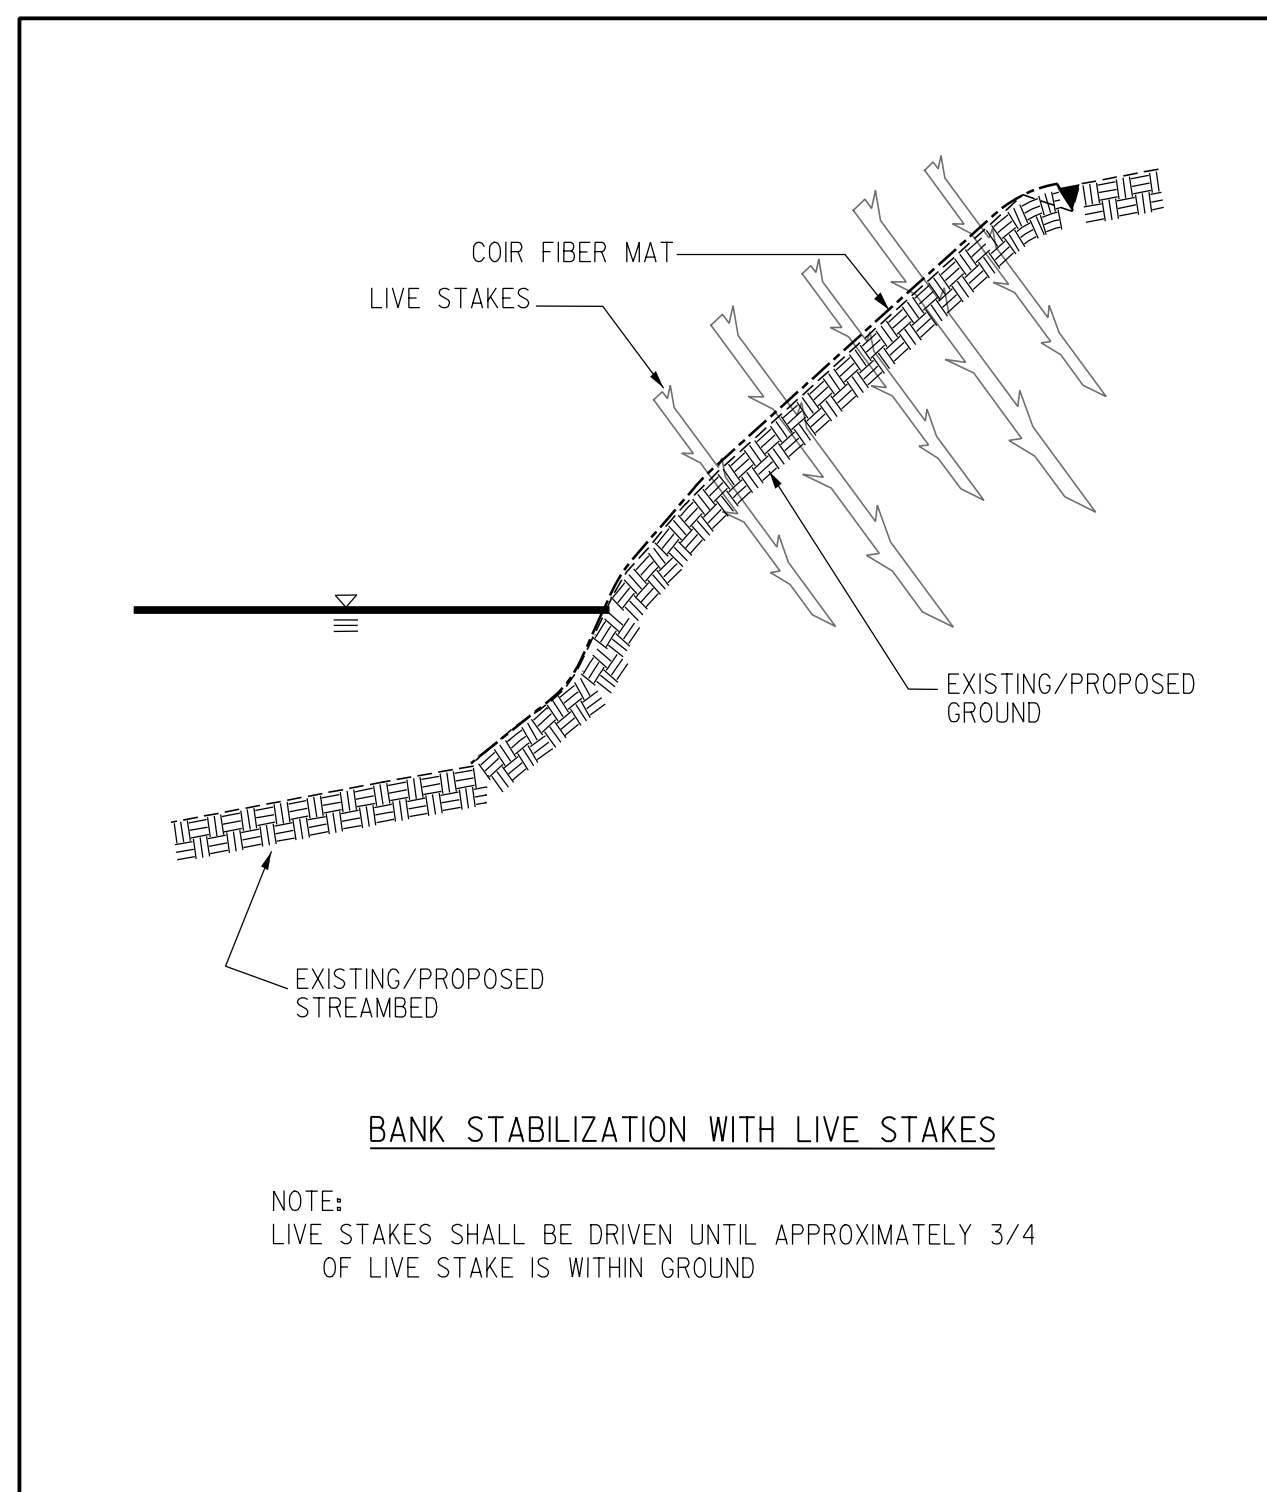 COIR FIBER MAT
LIVE STAKES
EXISTING/PROPOSED
GROUND
EXISTING/PROPOSED
STREAMBED
BANK STABILIZATION WITH LIVE STAKES
NOTE:
LIVE STAKES SHALL BE DRIVEN UNTIL APPROXIMATELY 3/4
OF LIVE STAKE IS WITHIN GROUND